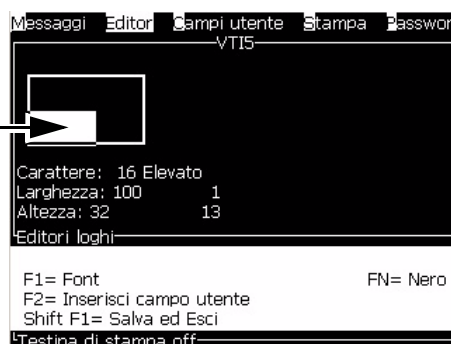 Messaggi Editor Campi utente Stampa Passwor
VTI5
Carattere: 16 Elevato
Larghezza: 100 1
Altezza: 32 13
Editori loghi
F1= Font FN= Nero
F2= Inserisci campo utente
Shift F1= Salva ed Esci
Testina di stampa off